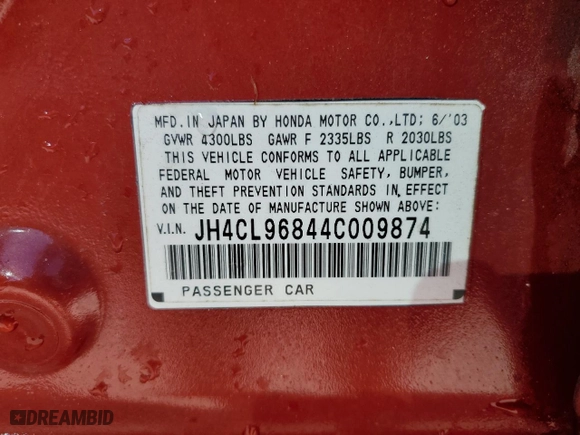 MFD. IN JAPAN BY HONDA MOTOR CO.,LTD; 6/'03
GVWR 4300LBS GAWR F 2335LBS R 2030LBS
THIS VEHICLE CONFORMS TO ALL APPLICABLE
FEDERAL MOTOR VEHICLE SAFETY, BUMPER,
AND THEFT PREVENTION STANDARDS IN EFFECT
ON THE DATE OF MANUFACTURE SHOWN ABOVE:
V.I.N. JH4CL96844C009874
PASSENGER CAR
DREAMBID